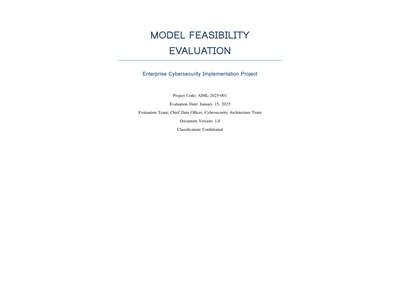 MODEL FEASIBILITY
EVALUATION
Enterprise Cybersecurity Implementation Project
Project Code: AIML-2025-001
Evaluation Date: January 15, 2025
Evaluation Team: Chief Data Officer, Cybersecurity Architecture Team
Document Version: 1.0
Classification: Confidential